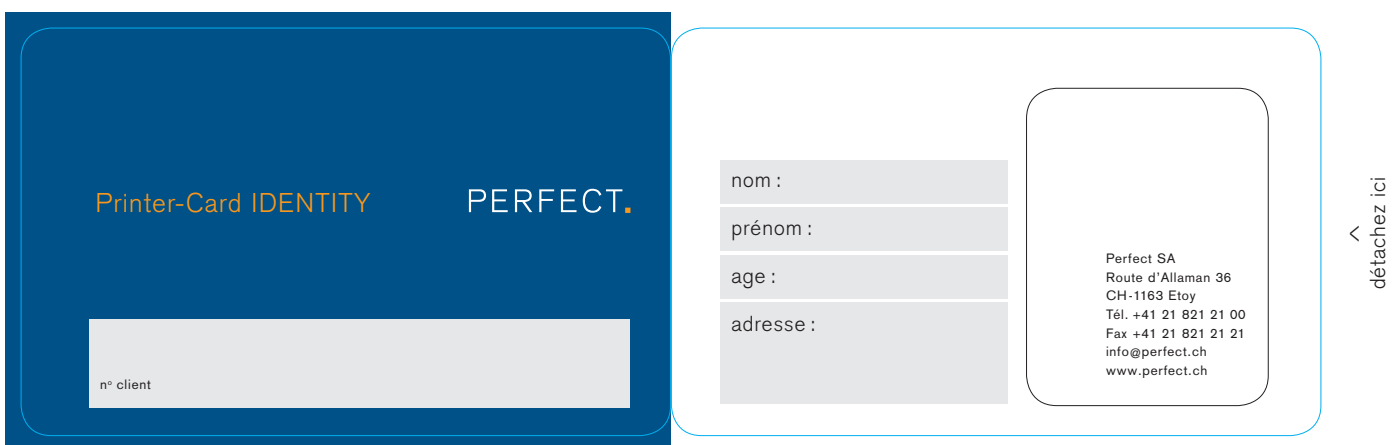 Printer-Card IDENTITY
PERFECT.
n° client
nom :
prénom :
age :
adresse :
Perfect SA
Route d'Allaman 36
CH-1163 Etoy
Tél. +41 21 821 21 00
Fax +41 21 821 21 21
info@perfect.ch
www.perfect.ch
détachez ici